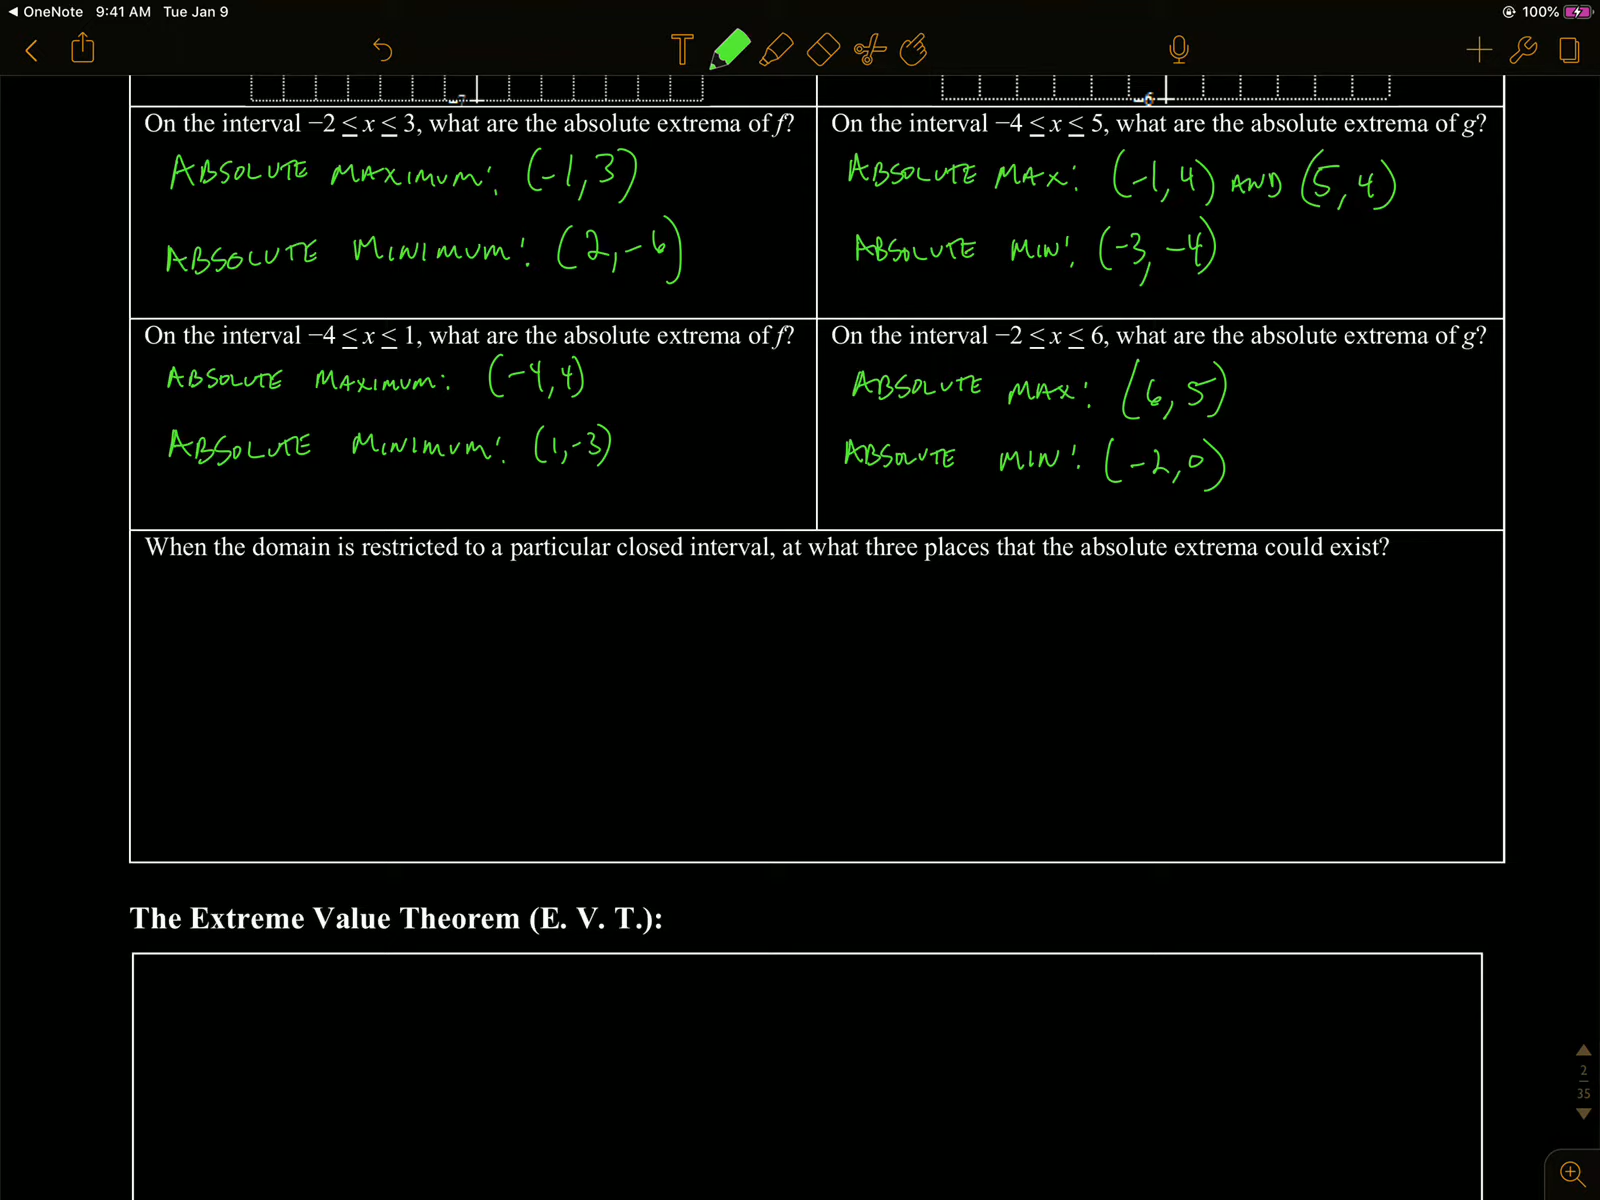 ◀ OneNote 9:41 AM Tue Jan 9 100%
T
-7
-6
On the interval −2 ≤ x ≤ 3, what are the absolute extrema of f?
ABSOLUTE MAXIMUM: (-1, 3)
ABSOLUTE MINIMUM: (2, -6)
On the interval −4 ≤ x ≤ 5, what are the absolute extrema of g?
ABSOLUTE MAX: (-1, 4) AND (5, 4)
ABSOLUTE MIN: (-3, -4)
On the interval −4 ≤ x ≤ 1, what are the absolute extrema of f?
ABSOLUTE MAXIMUM: (-4, 4)
ABSOLUTE MINIMUM: (1, -3)
On the interval −2 ≤ x ≤ 6, what are the absolute extrema of g?
ABSOLUTE MAX: (6, 5)
ABSOLUTE MIN: (-2, 0)
When the domain is restricted to a particular closed interval, at what three places that the absolute extrema could exist?
The Extreme Value Theorem (E. V. T.):
2
35